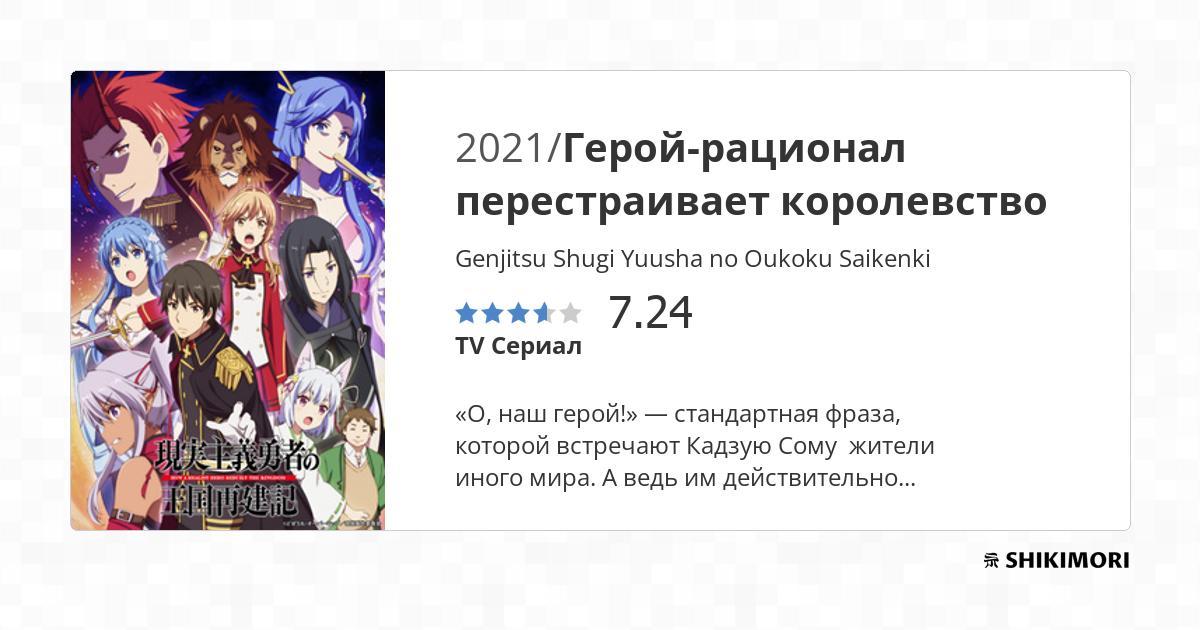 2021/Герой-рационал
перестраивает королевство
Genjitsu Shugi Yuusha no Oukoku Saikenki
7.24
TV Сериал
«О, наш герой!» — стандартная фраза,
которой встречают Кадзую Сому жители
иного мира. А ведь им действительно...
現実主義勇者の
HOW A REALIST HERO REBUILT THE KINGDOM
王国再建記
SHIKIMORI